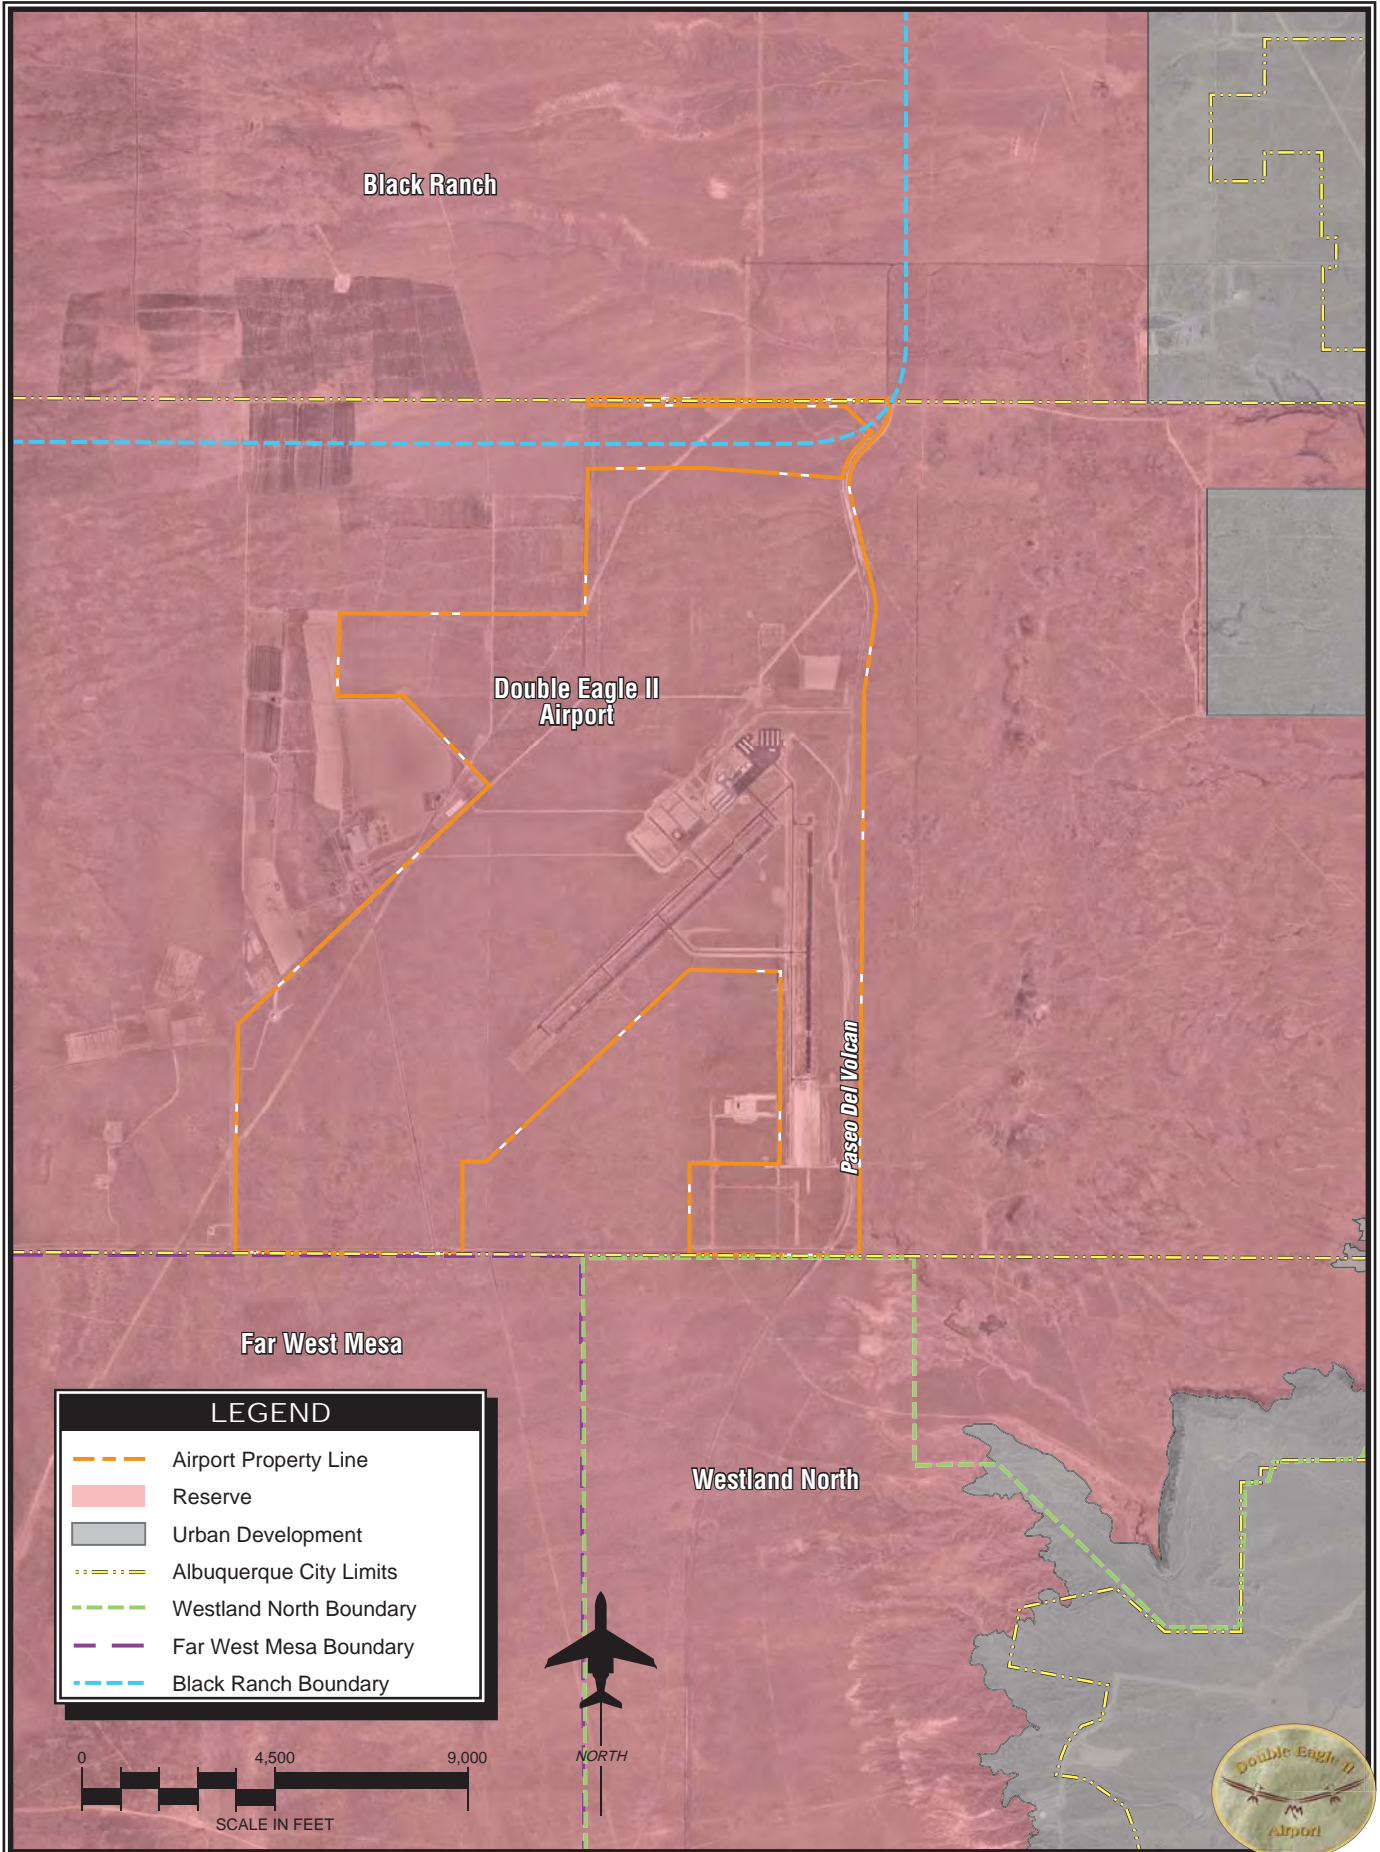 Black Ranch
Double Eagle II
Airport
Paseo Del Volcan
Far West Mesa
Westland North
LEGEND
Airport Property Line
Reserve
Urban Development
Albuquerque City Limits
Westland North Boundary
Far West Mesa Boundary
Black Ranch Boundary
0 4,500 9,000
SCALE IN FEET
NORTH
Double Eagle II
Airport